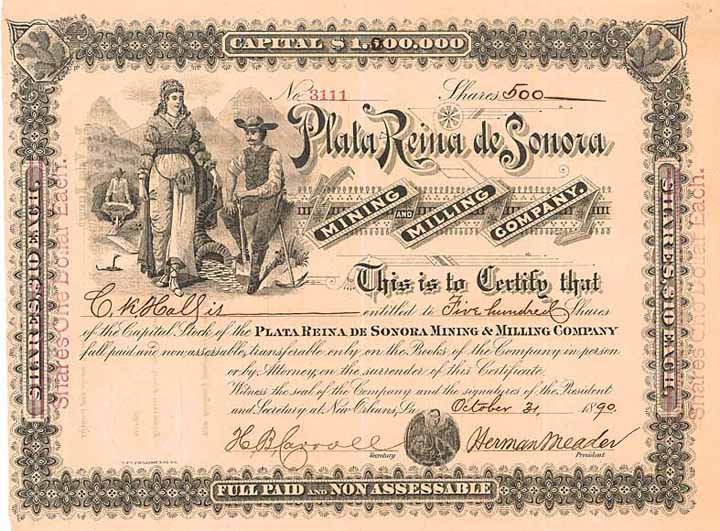 CAPITAL $1,500.000
No. 3111 Shares 500
Plata Reina de Sonora
MINING AND MILLING COMPANY.
This is to Certify that
C. K. Hall is entitled to Five hundred Shares
of the Capital Stock of the PLATA REINA DE SONORA MINING & MILLING COMPANY
full paid and non assessable, transferable only on the Books of the Company in person
or by Attorney, on the surrender of this Certificate.
Witness the seal of the Company and the signatures of the President
and Secretary at New Orleans, La. October 31 1890.
H. B. Carroll Herman Meader
Secretary President
FULL PAID AND NON ASSESSABLE
SHARES, $10 EACH.
Shares One Dollar Each.
SHARES, $10 EACH.
Shares One Dollar Each.